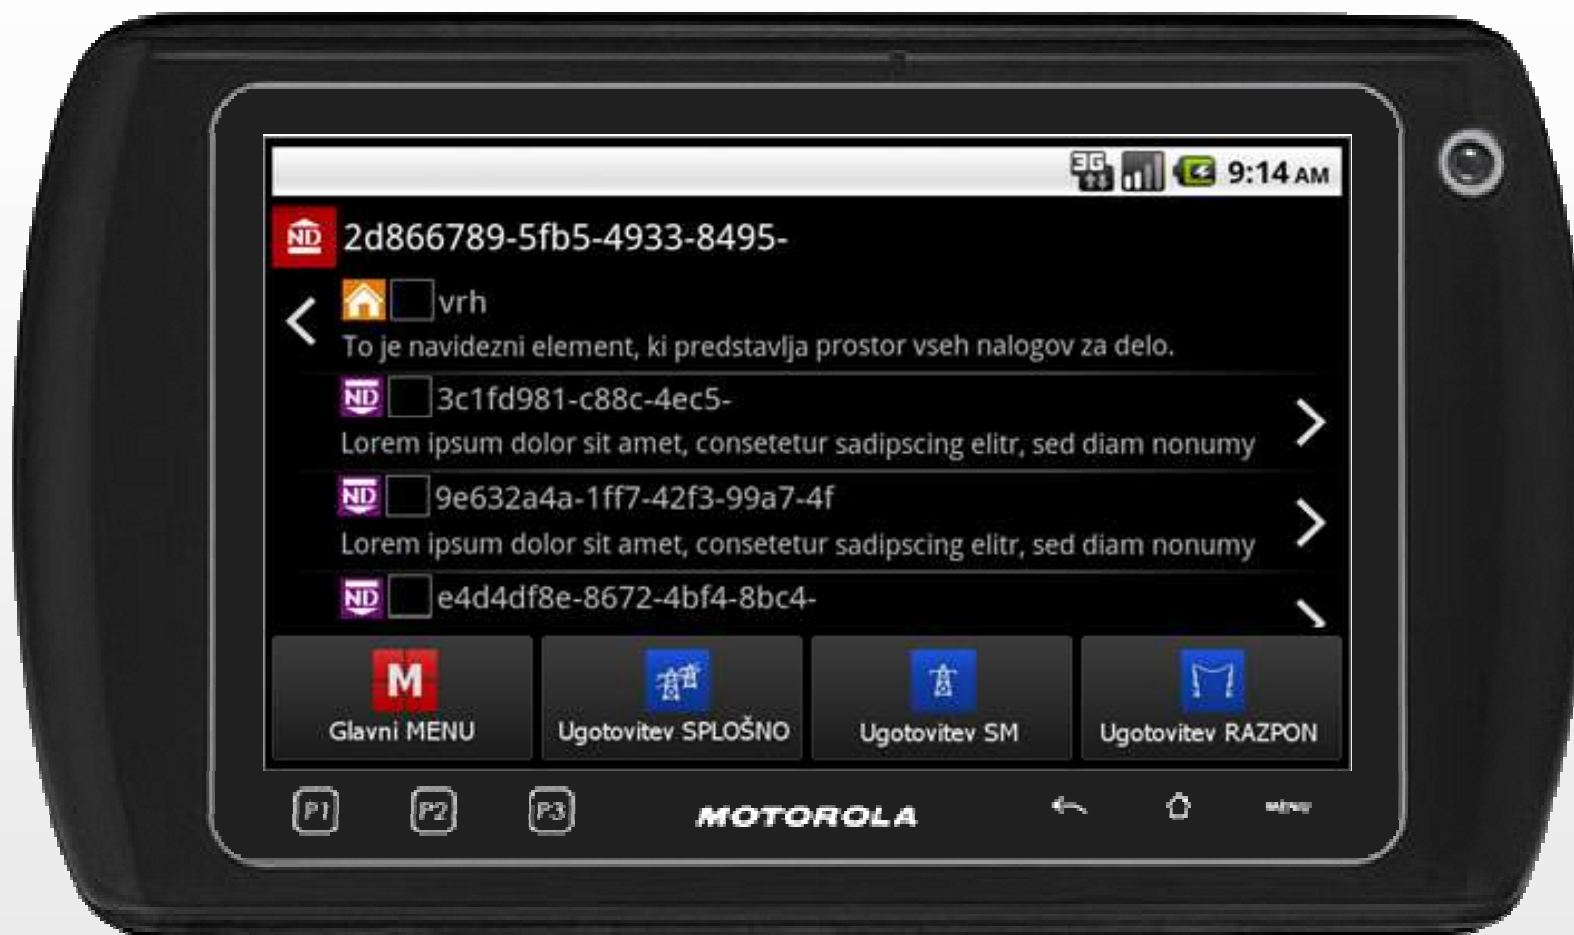 3G 9:14 AM
ND 2d866789-5fb5-4933-8495-
vrh
To je navidezni element, ki predstavlja prostor vseh nalogov za delo.
ND 3c1fd981-c88c-4ec5-
Lorem ipsum dolor sit amet, consetetur sadipscing elitr, sed diam nonumy
ND 9e632a4a-1ff7-42f3-99a7-4f
Lorem ipsum dolor sit amet, consetetur sadipscing elitr, sed diam nonumy
ND e4d4df8e-8672-4bf4-8bc4-
M
Glavni MENU Ugotovitev SPLOŠNO Ugotovitev SM Ugotovitev RAZPON
P1 P2 P3 MOTOROLA MENU